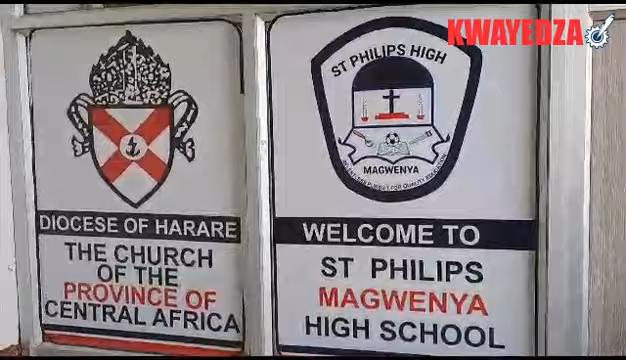 KWAYEDZA
DIOCESE OF HARARE
THE CHURCH
OF THE
PROVINCE OF
CENTRAL AFRICA
ST PHILIPS HIGH
MAGWENYA
WELCOME TO
ST PHILIPS
MAGWENYA
HIGH SCHOOL